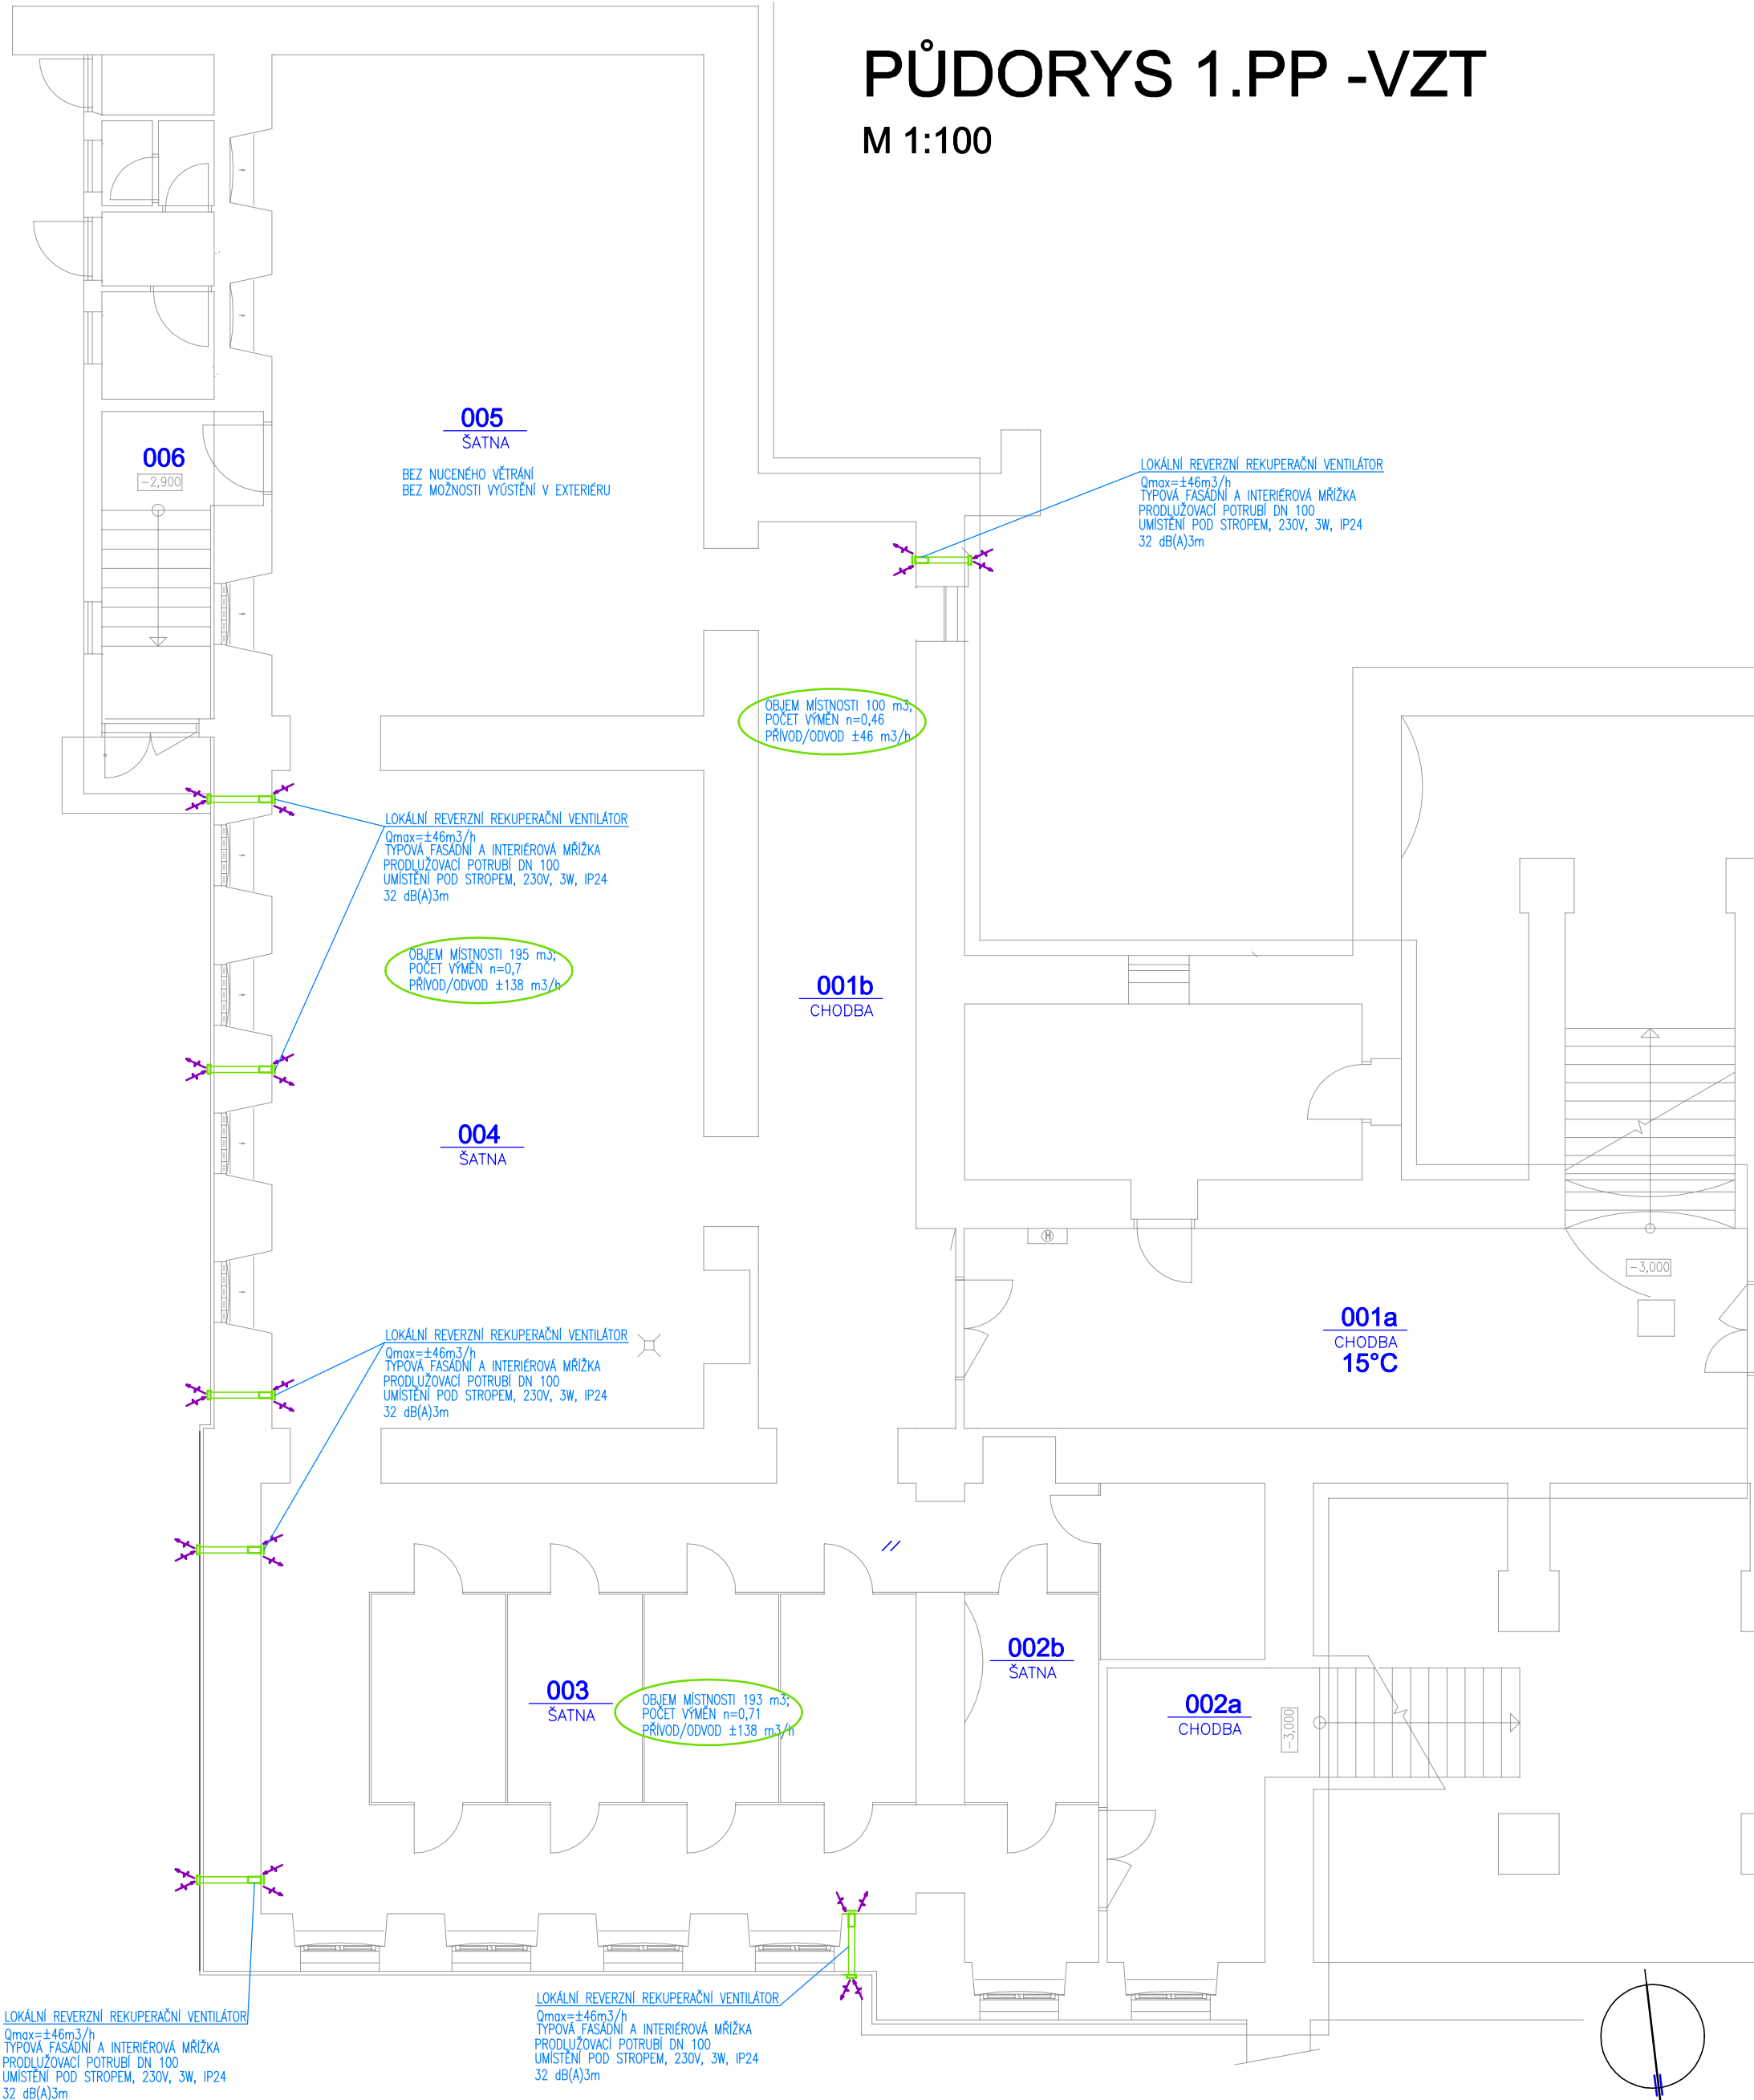 PŮDORYS 1.PP -VZT
M 1:100
005
ŠATNA
BEZ NUCENÉHO VĚTRÁNÍ
BEZ MOŽNOSTI VYÚSTĚNÍ V EXTERIÉRU
006
-2,900
LOKÁLNÍ REVERZNÍ REKUPERAČNÍ VENTILÁTOR
Qmax=±46m3/h
TYPOVÁ FASÁDNÍ A INTERIÉROVÁ MŘÍŽKA
PRODLUŽOVACÍ POTRUBÍ DN 100
UMÍSTĚNÍ POD STROPEM, 230V, 3W, IP24
32 dB(A)3m
OBJEM MÍSTNOSTI 100 m3;
POČET VÝMĚN n=0,46
PŘÍVOD/ODVOD ±46 m3/h
LOKÁLNÍ REVERZNÍ REKUPERAČNÍ VENTILÁTOR
Qmax=±46m3/h
TYPOVÁ FASÁDNÍ A INTERIÉROVÁ MŘÍŽKA
PRODLUŽOVACÍ POTRUBÍ DN 100
UMÍSTĚNÍ POD STROPEM, 230V, 3W, IP24
32 dB(A)3m
OBJEM MÍSTNOSTI 195 m3;
POČET VÝMĚN n=0,7
PŘÍVOD/ODVOD ±138 m3/h
001b
CHODBA
004
ŠATNA
H
-3,000
001a
CHODBA
15°C
LOKÁLNÍ REVERZNÍ REKUPERAČNÍ VENTILÁTOR
Qmax=±46m3/h
TYPOVÁ FASÁDNÍ A INTERIÉROVÁ MŘÍŽKA
PRODLUŽOVACÍ POTRUBÍ DN 100
UMÍSTĚNÍ POD STROPEM, 230V, 3W, IP24
32 dB(A)3m
002b
ŠATNA
003
ŠATNA
OBJEM MÍSTNOSTI 193 m3;
POČET VÝMĚN n=0,71
PŘÍVOD/ODVOD ±138 m3/h
002a
CHODBA
-3,000
LOKÁLNÍ REVERZNÍ REKUPERAČNÍ VENTILÁTOR
Qmax=±46m3/h
TYPOVÁ FASÁDNÍ A INTERIÉROVÁ MŘÍŽKA
PRODLUŽOVACÍ POTRUBÍ DN 100
UMÍSTĚNÍ POD STROPEM, 230V, 3W, IP24
32 dB(A)3m
LOKÁLNÍ REVERZNÍ REKUPERAČNÍ VENTILÁTOR
Qmax=±46m3/h
TYPOVÁ FASÁDNÍ A INTERIÉROVÁ MŘÍŽKA
PRODLUŽOVACÍ POTRUBÍ DN 100
UMÍSTĚNÍ POD STROPEM, 230V, 3W, IP24
32 dB(A)3m